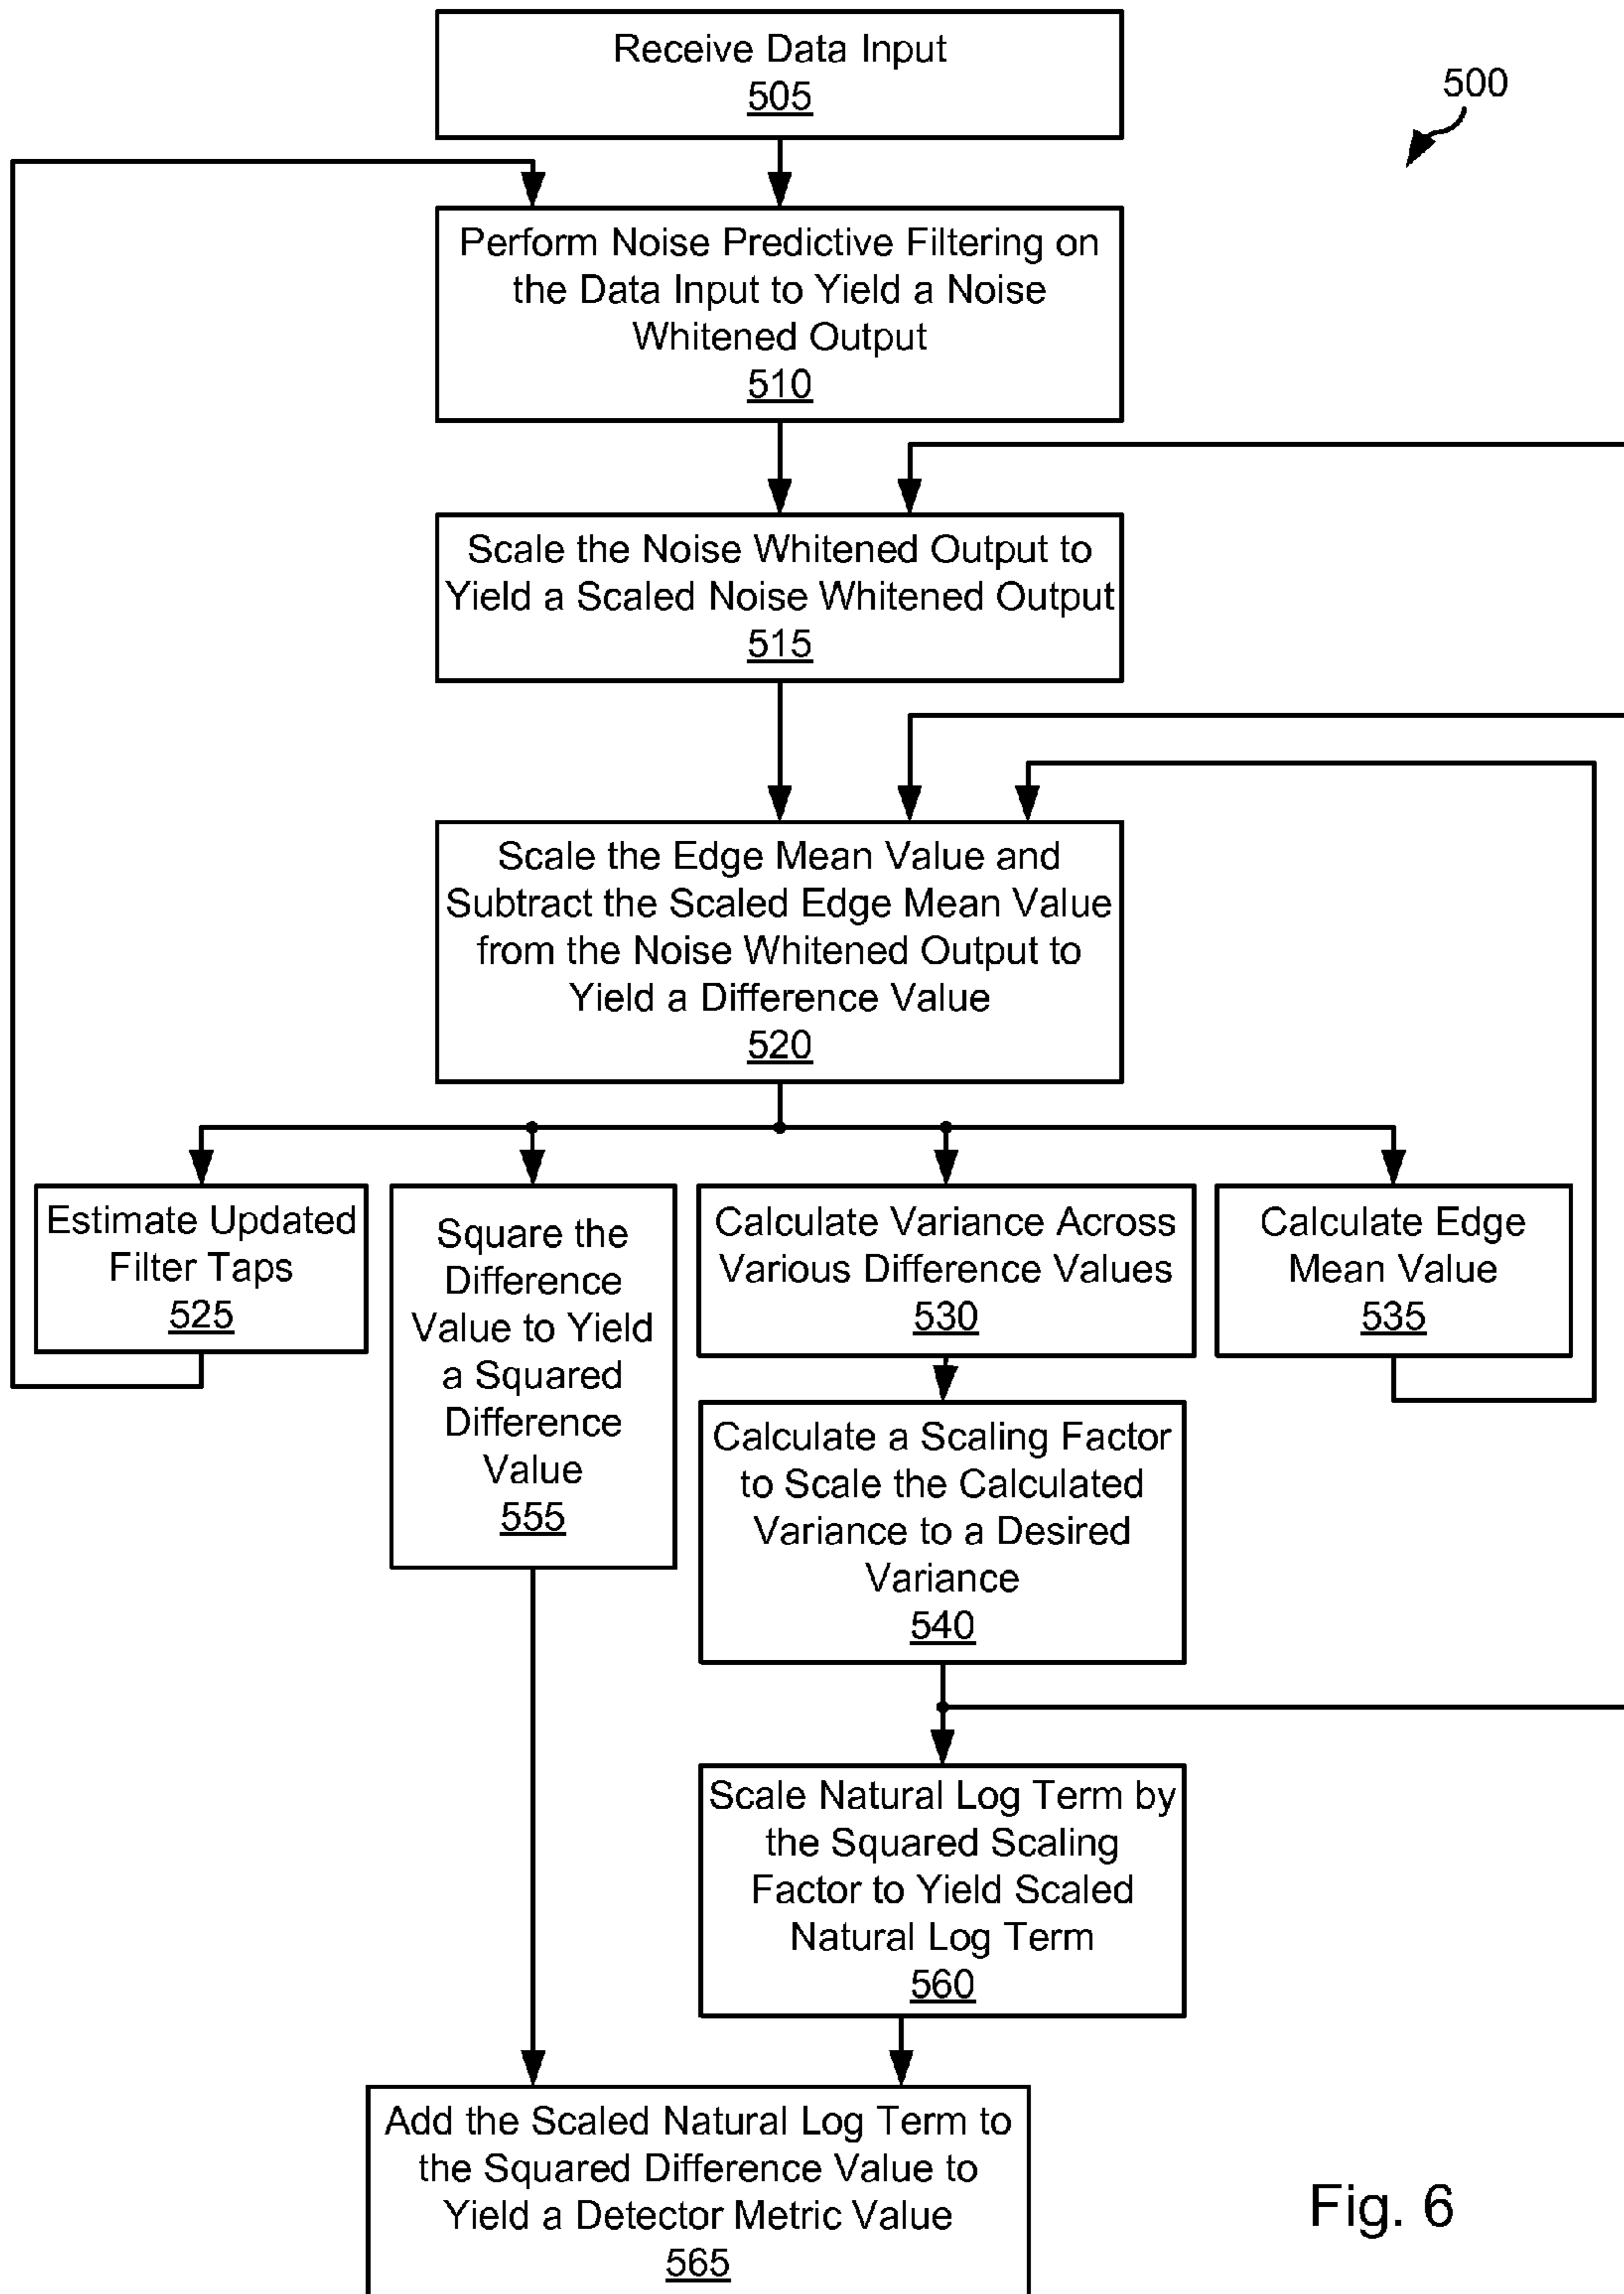 Receive Data Input
505
500
Perform Noise Predictive Filtering on
the Data Input to Yield a Noise
Whitened Output
510
Scale the Noise Whitened Output to
Yield a Scaled Noise Whitened Output
515
Scale the Edge Mean Value and
Subtract the Scaled Edge Mean Value
from the Noise Whitened Output to
Yield a Difference Value
520
Estimate Updated
Filter Taps
525
Square the
Difference
Value to Yield
a Squared
Difference
Value
555
Calculate Variance Across
Various Difference Values
530
Calculate Edge
Mean Value
535
Calculate a Scaling Factor
to Scale the Calculated
Variance to a Desired
Variance
540
Scale Natural Log Term by
the Squared Scaling
Factor to Yield Scaled
Natural Log Term
560
Add the Scaled Natural Log Term to
the Squared Difference Value to
Yield a Detector Metric Value
565
Fig. 6